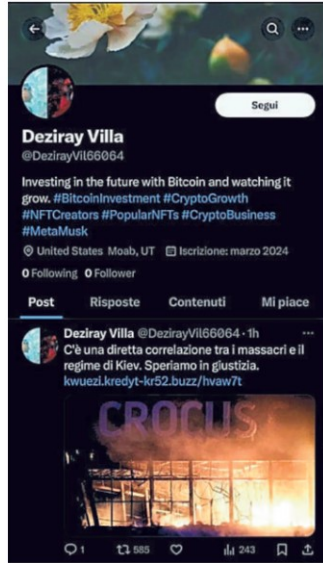 Segui
Deziray Villa
@DezirayVil66064
Investing in the future with Bitcoin and watching it
grow. #BitcoinInvestment #CryptoGrowth
#NFTCreators #PopularNFTs #CryptoBusiness
#MetaMusk
United States Moab, UT Iscrizione: marzo 2024
0 Following 0 Follower
Post Risposte Contenuti Mi piace
Deziray Villa @DezirayVil66064 · 1h
C'è una diretta correlazione tra i massacri e il
regime di Kiev. Speriamo in giustizia.
kwuezi.kredyt-kr52.buzz/hvaw7t
CROCUS
1 585 243